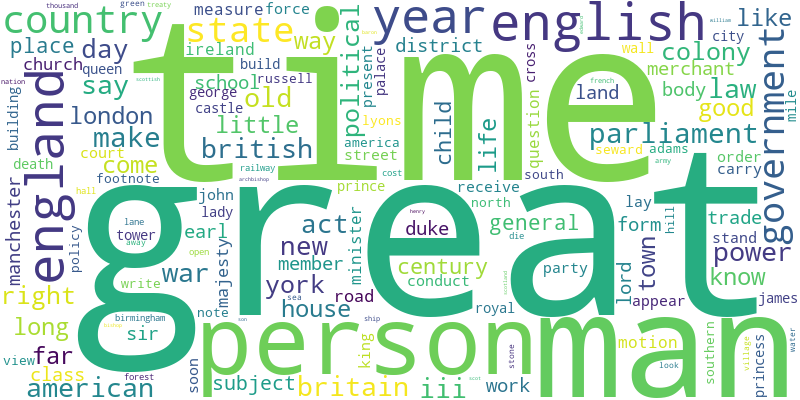 thousand green treaty
country
measure force
time
year
english
william
like
place day
state
way
political
district
city
nation
church queen
ireland
build
present
palace
cross
wall
colony
edward
say
school
russell
merchant
government
building
george
old
land
body law
england
castle
french
mile
london
little
lyons
child
life
question
good
make
british
america
parliament
death
court
street
seward adams
come
railway
cost
south
order
footnote
archbishop
prince
army
carry
manchester
hall
john
north
receive
great
lady
lay
hill
trade
lane
tower
act
henry
general
form
policy
earl
duke
stand
away
new
minister
die
power
war
majesty
century
party
lord
town
open
member
know
write
york
conduct
scotland
appear
right
road
sea
royal
james
note
house
birmingham
ship
long
sir
person
man
bishop
son
king
stone
motion
southern
village
water
view
far
soon
princess
class
forest
look
american
subject
britain
iii
scot
work